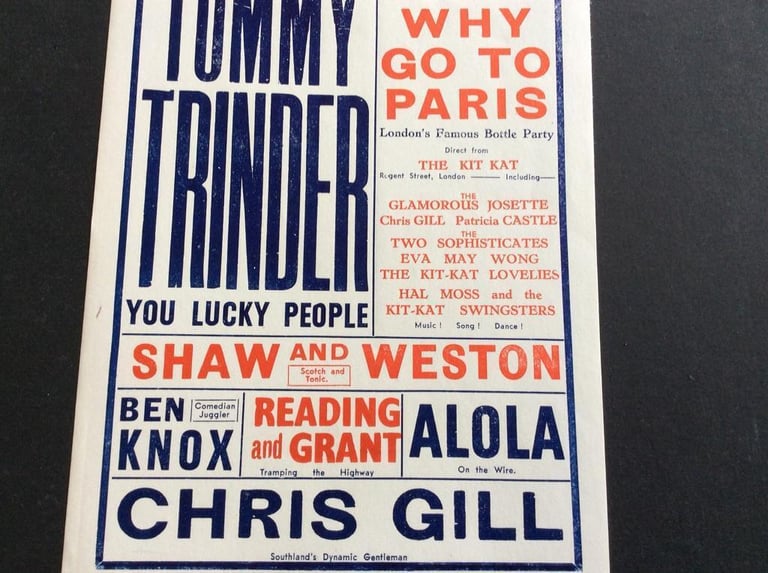 TOMMY
TRINDER
YOU LUCKY PEOPLE
WHY
GO TO
PARIS
London's Famous Bottle Party
Direct from
THE KIT KAT
Regent Street, London —— Including—
THE
GLAMOROUS JOSETTE
Chris GILL Patricia CASTLE
THE
TWO SOPHISTICATES
EVA MAY WONG
THE KIT-KAT LOVELIES
HAL MOSS and the
KIT-KAT SWINGSTERS
Music! Song! Dance!
SHAW AND WESTON
Scotch and
Tonic.
BEN
KNOX
Comedian
Juggler
READING
and GRANT
Tramping the Highway
ALOLA
On the Wire.
CHRIS GILL
Southland's Dynamic Gentleman